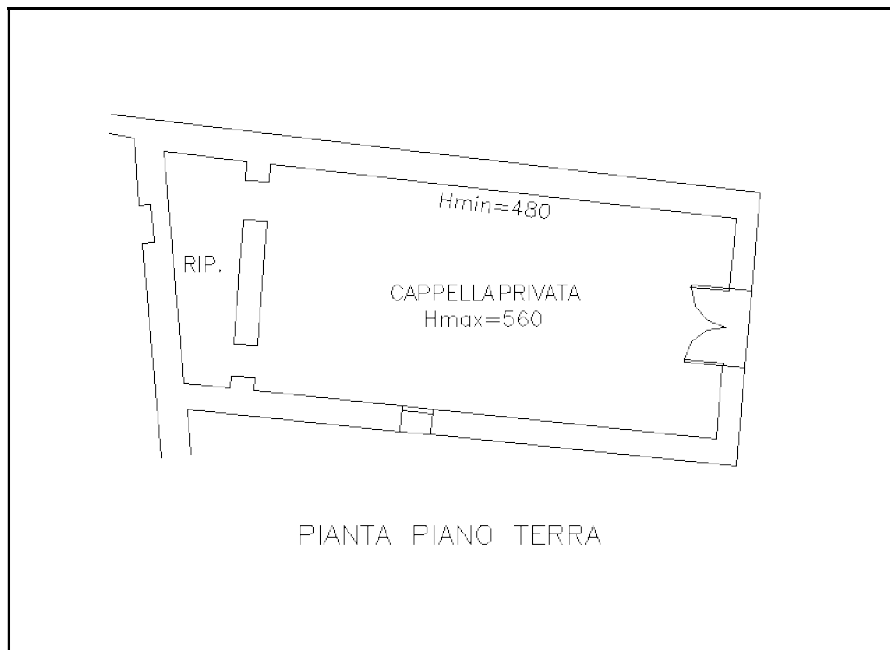 Hmin=480
RIP.
CAPPELLA PRIVATA
Hmax=560
PIANTA PIANO TERRA